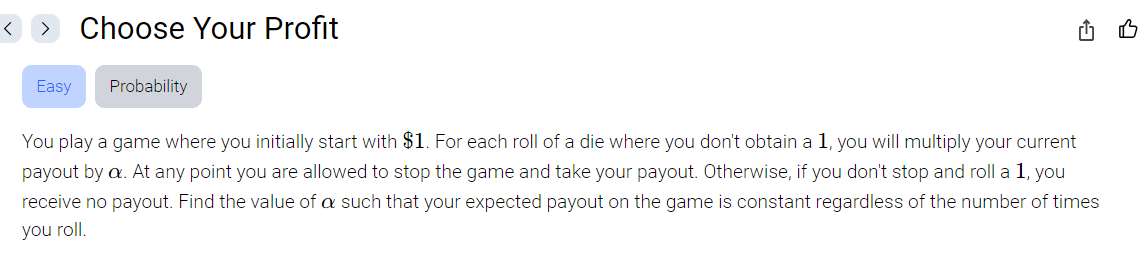 Choose Your Profit
Easy
Probability
You play a game where you initially start with $1. For each roll of a die where you don't obtain a 1, you will multiply your current
payout by α. At any point you are allowed to stop the game and take your payout. Otherwise, if you don't stop and roll a 1, you
receive no payout. Find the value of α such that your expected payout on the game is constant regardless of the number of times
you roll.